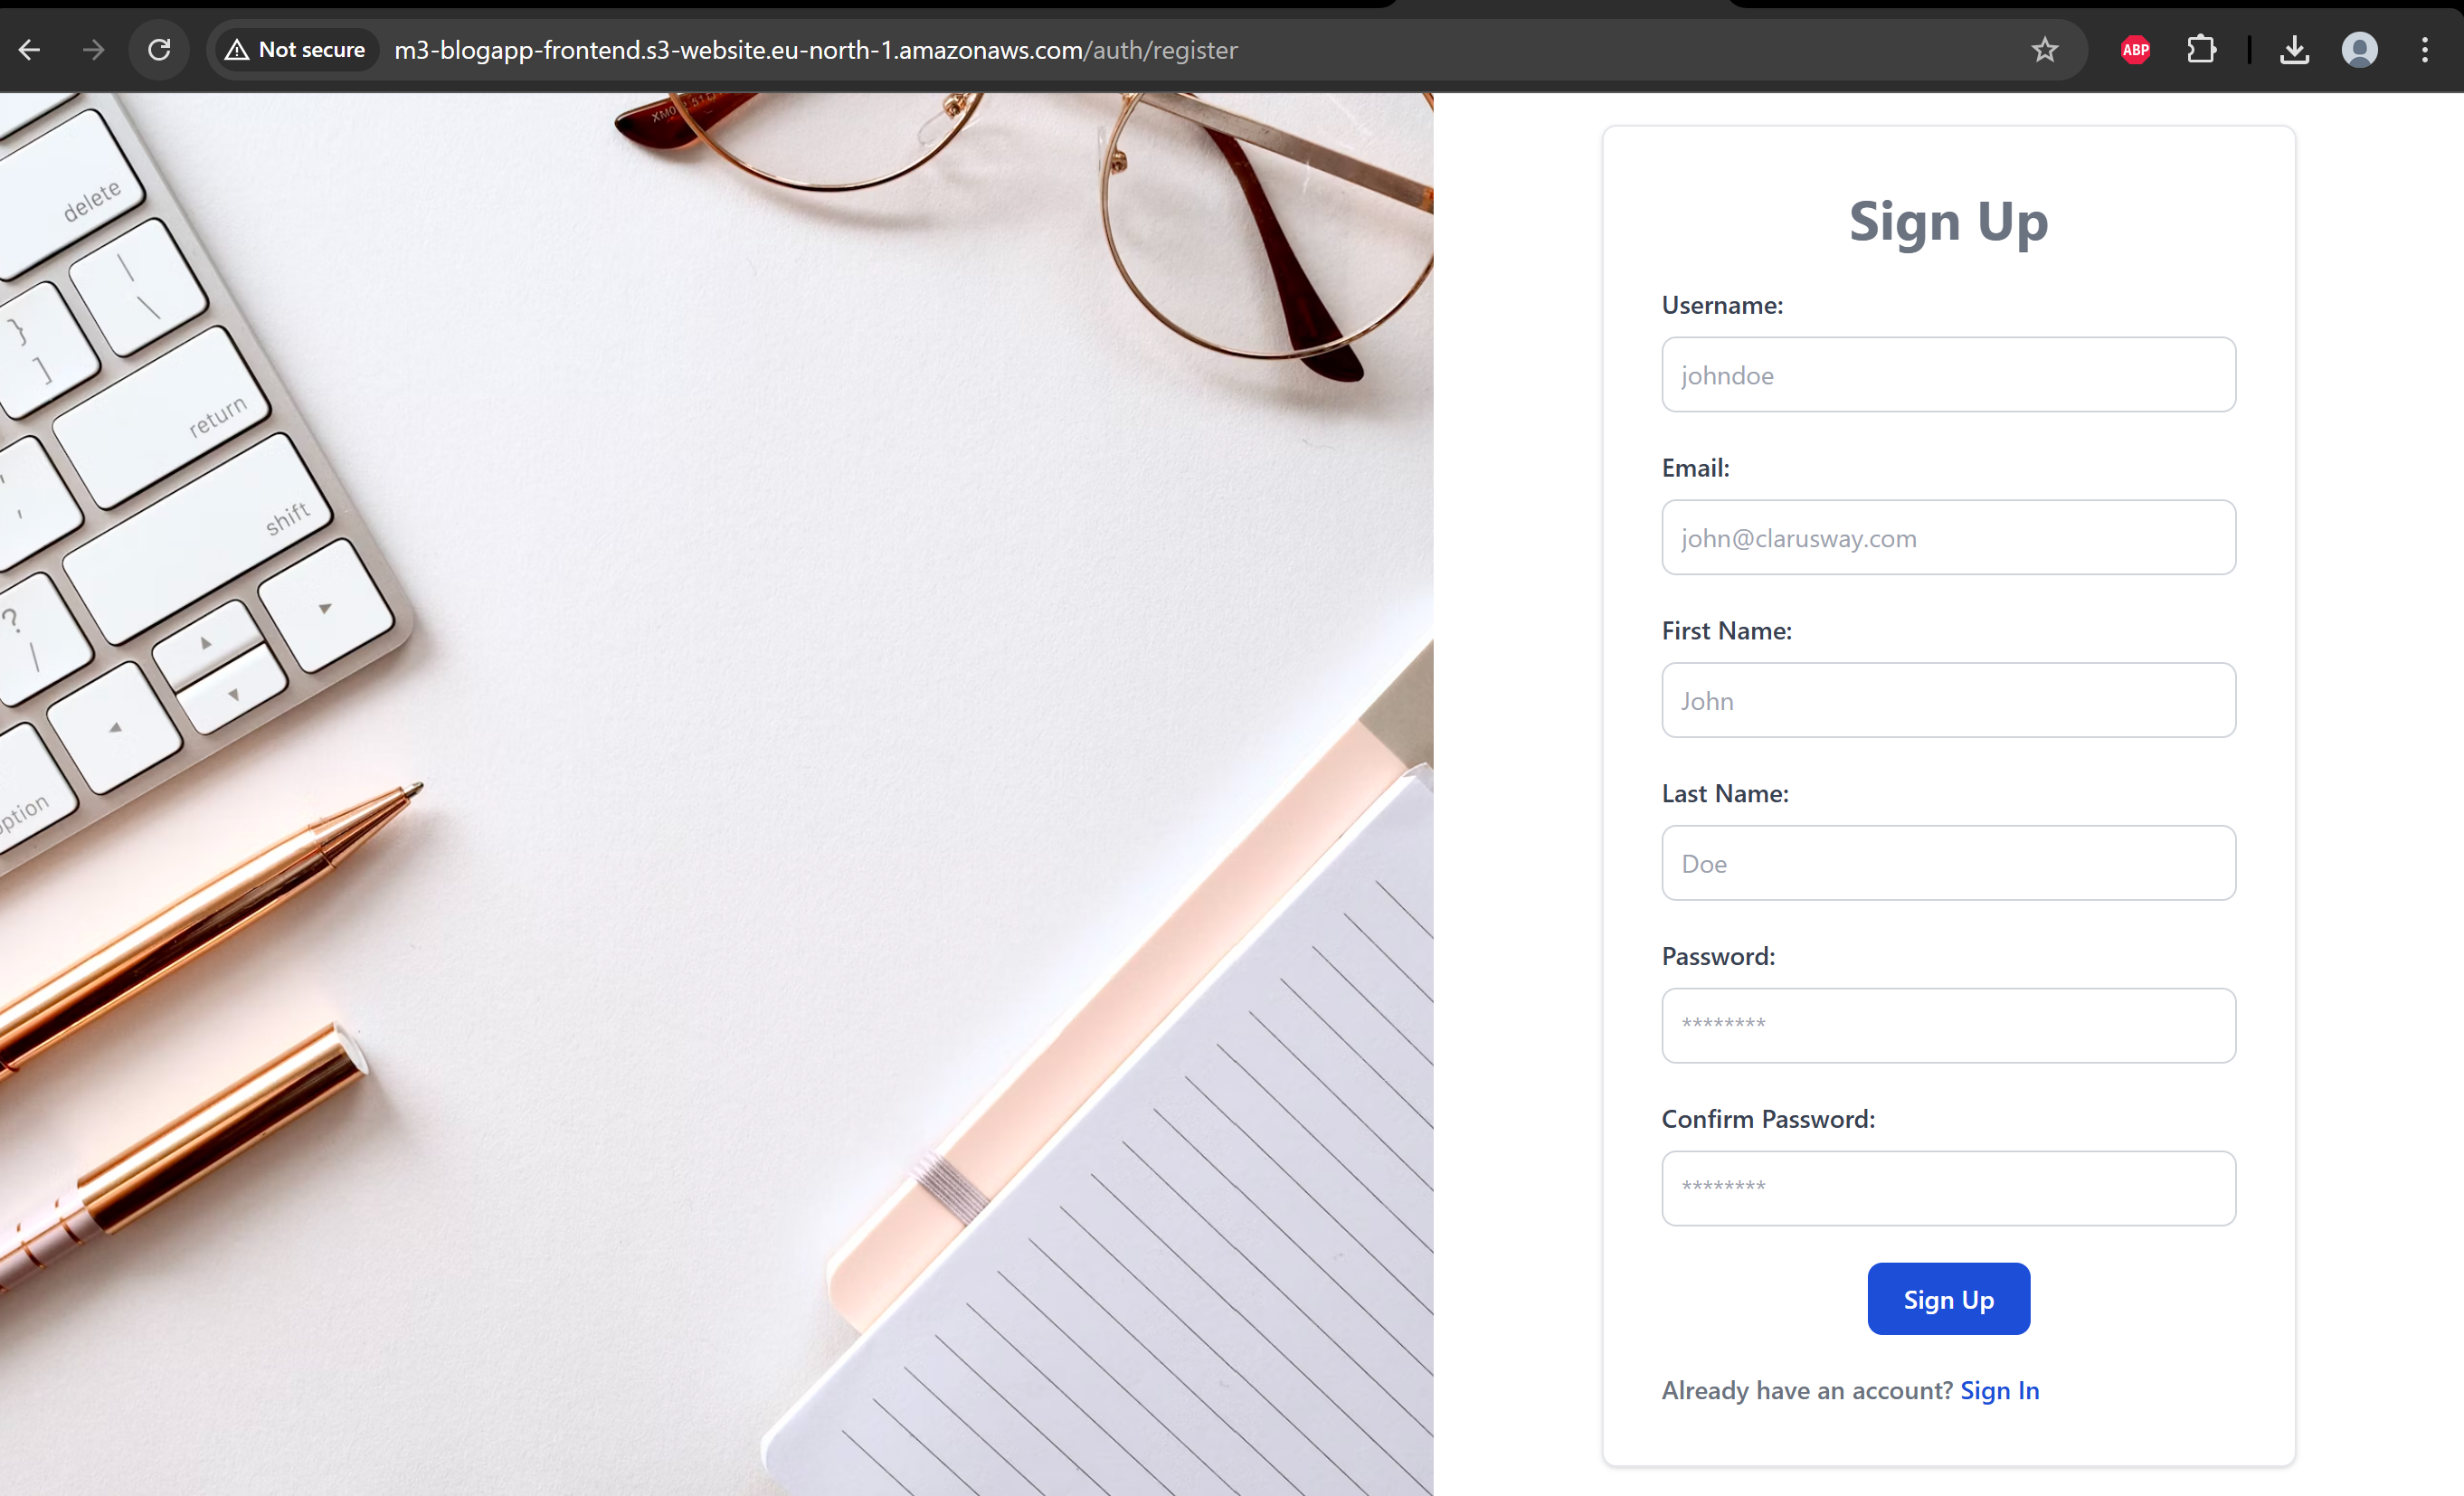 Not secure
m3-blogapp-frontend.s3-website.eu-north-1.amazonaws.com/auth/register
ABP
delete
|
\
}
]
return
shift
?
option
Sign Up
Username:
johndoe
Email:
john@clarusway.com
First Name:
John
Last Name:
Doe
Password:
********
Confirm Password:
********
Sign Up
Already have an account? Sign In